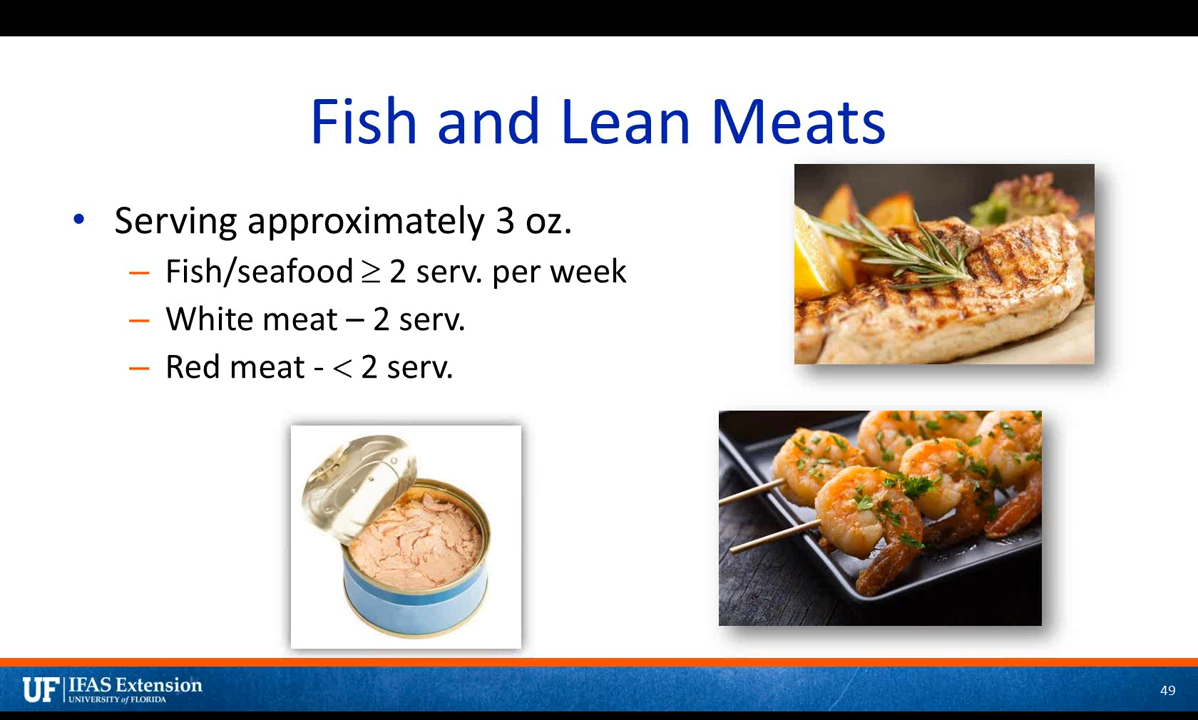 Fish and Lean Meats
• Serving approximately 3 oz.
– Fish/seafood ≥ 2 serv. per week
– White meat – 2 serv.
– Red meat - < 2 serv.
UF IFAS Extension
UNIVERSITY of FLORIDA
49